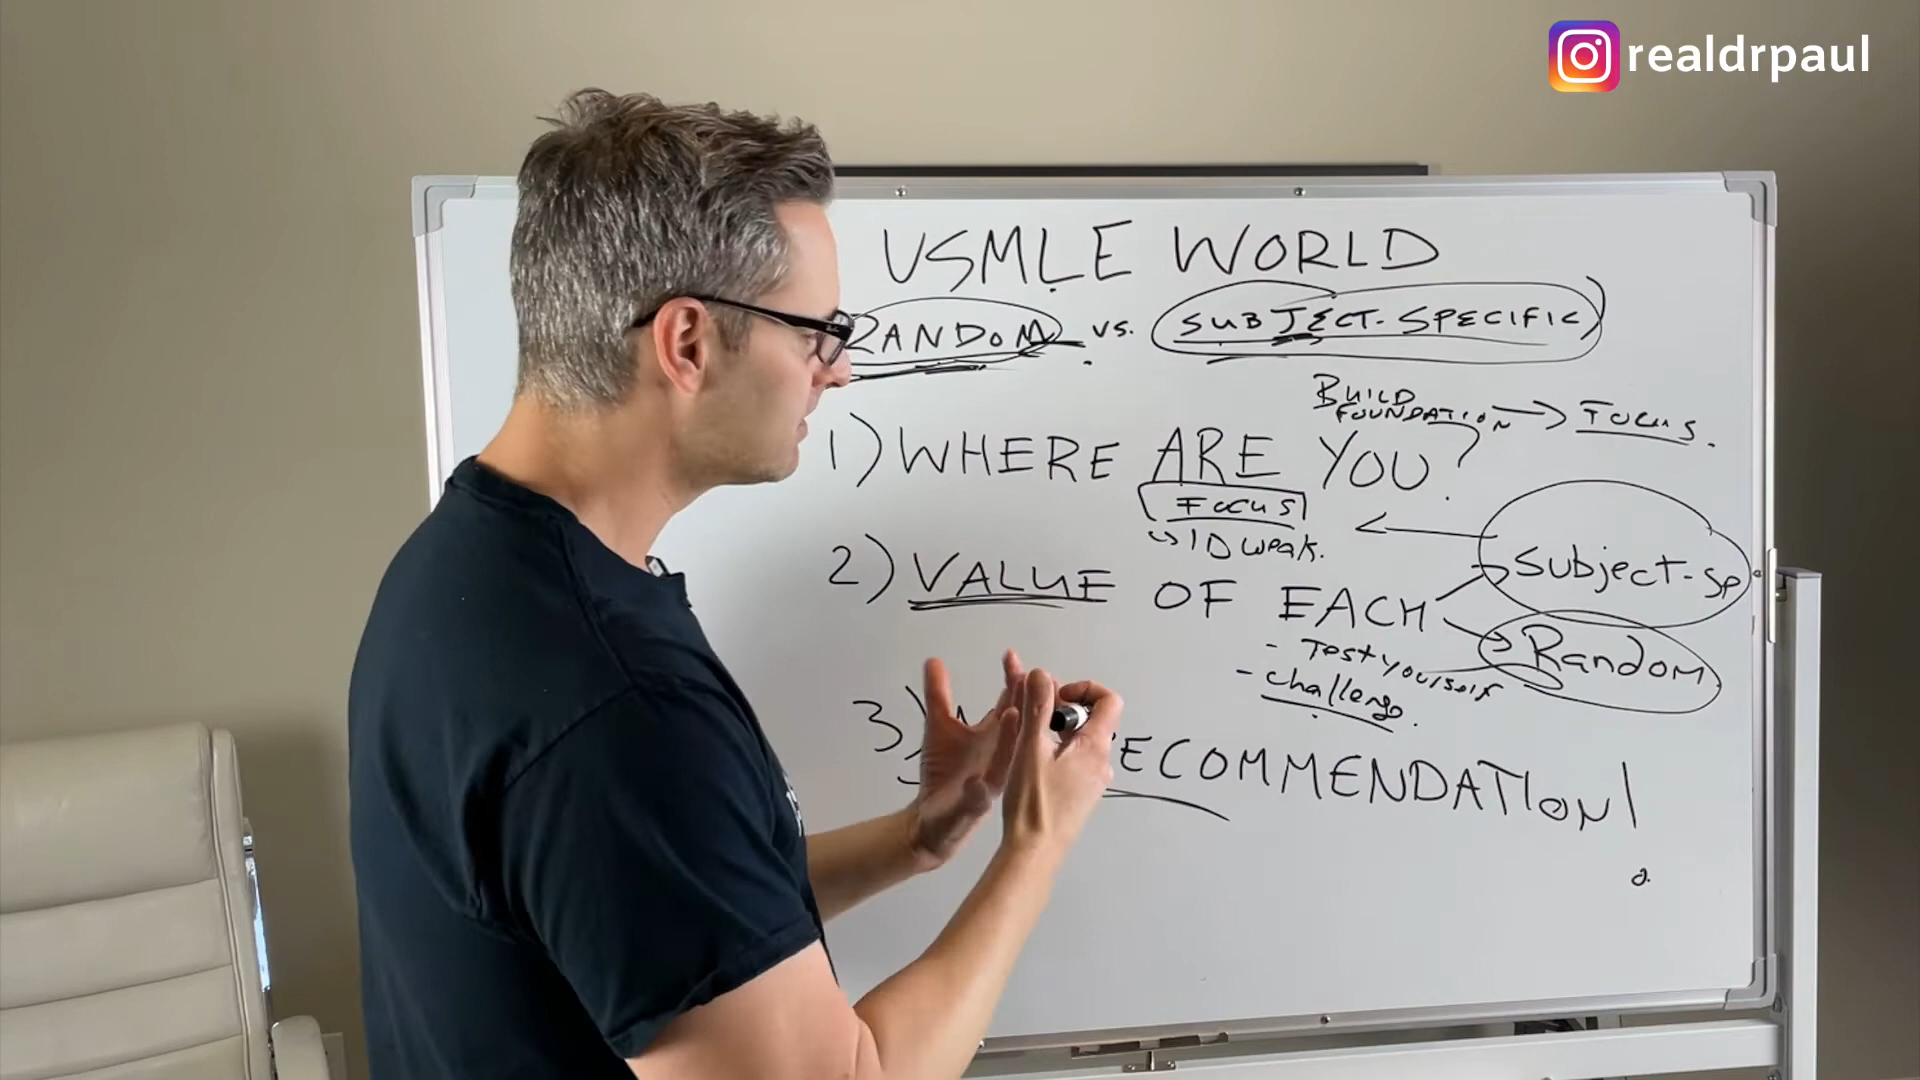 realdrpaul
USMLE WORLD
RANDOM vs. SUBJECT-SPECIFIC
BUILD
FOUNDATION → FOCUS.
1) WHERE ARE YOU?
FOCUS
ID weak.
Subject-sp
2) VALUE OF EACH
Random
- Test yourself
- challenge.
3) RECOMMENDATION!